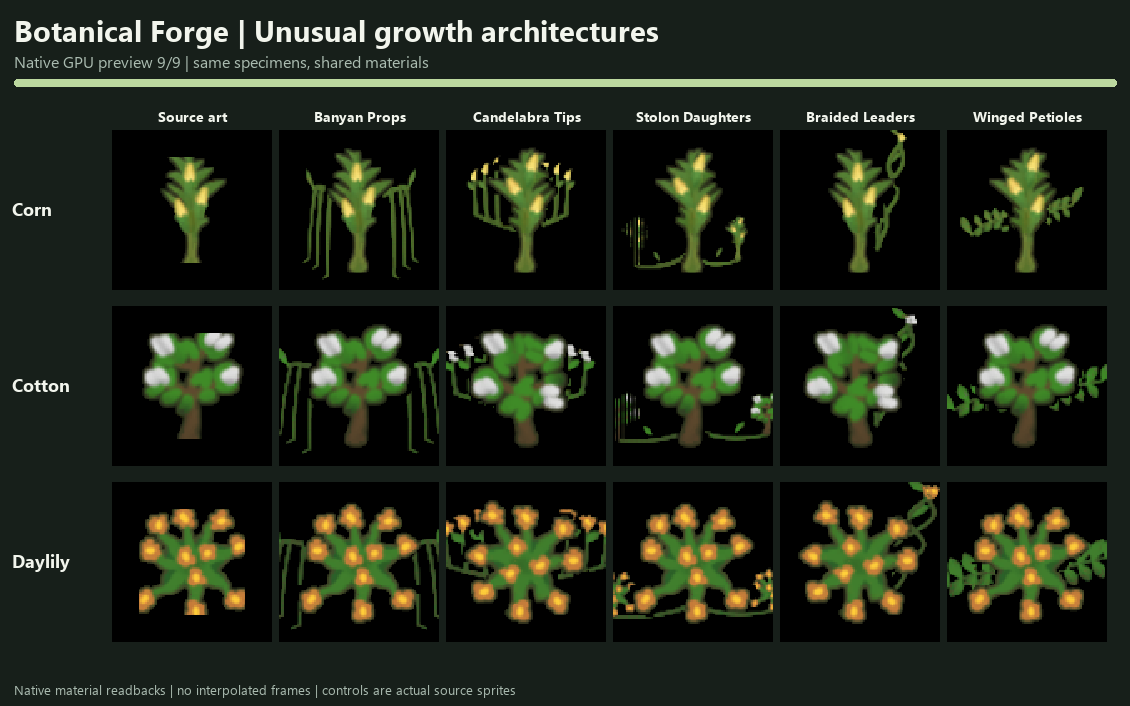 Botanical Forge | Unusual growth architectures
Native GPU preview 9/9 | same specimens, shared materials
Source art Banyan Props Candelabra Tips Stolon Daughters Braided Leaders Winged Petioles
Corn
Cotton
Daylily
Native material readbacks | no interpolated frames | controls are actual source sprites